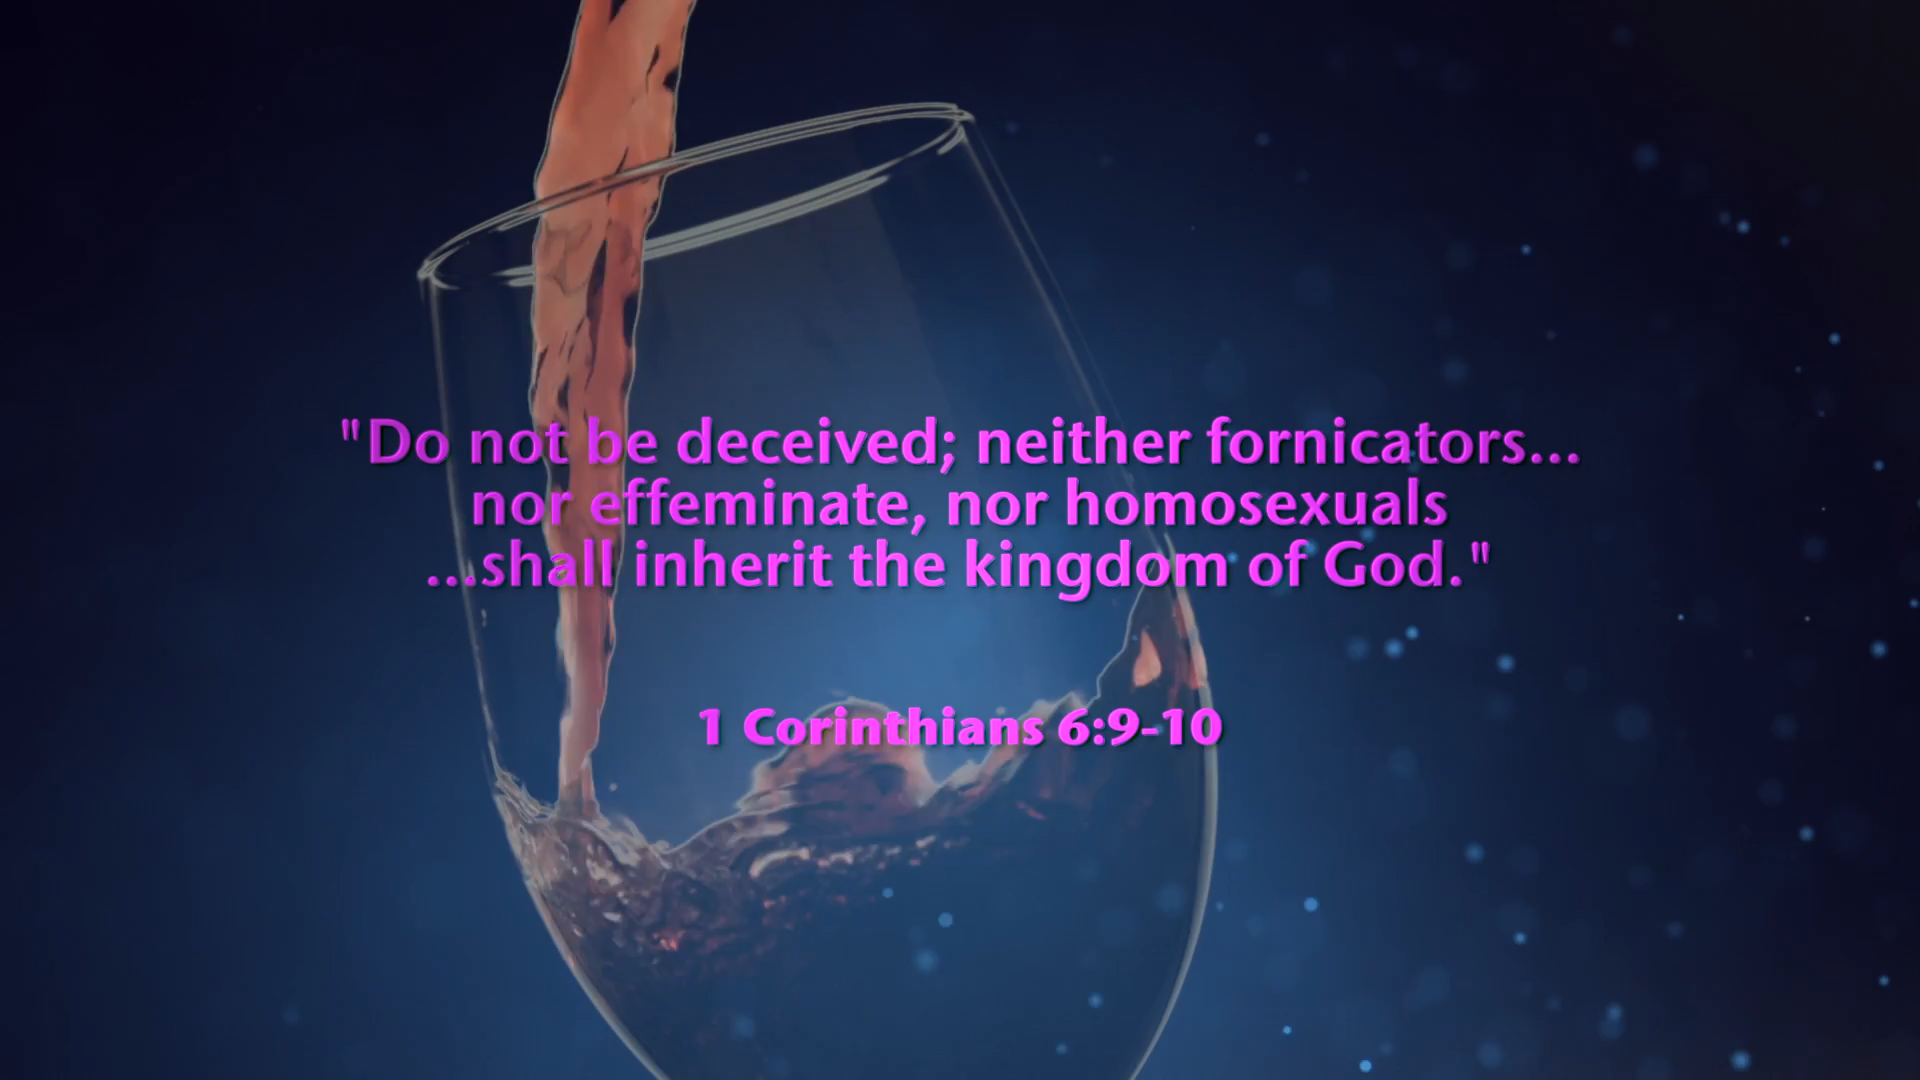 "Do not be deceived; neither fornicators...
nor effeminate, nor homosexuals
...shall inherit the kingdom of God."
1 Corinthians 6:9-10